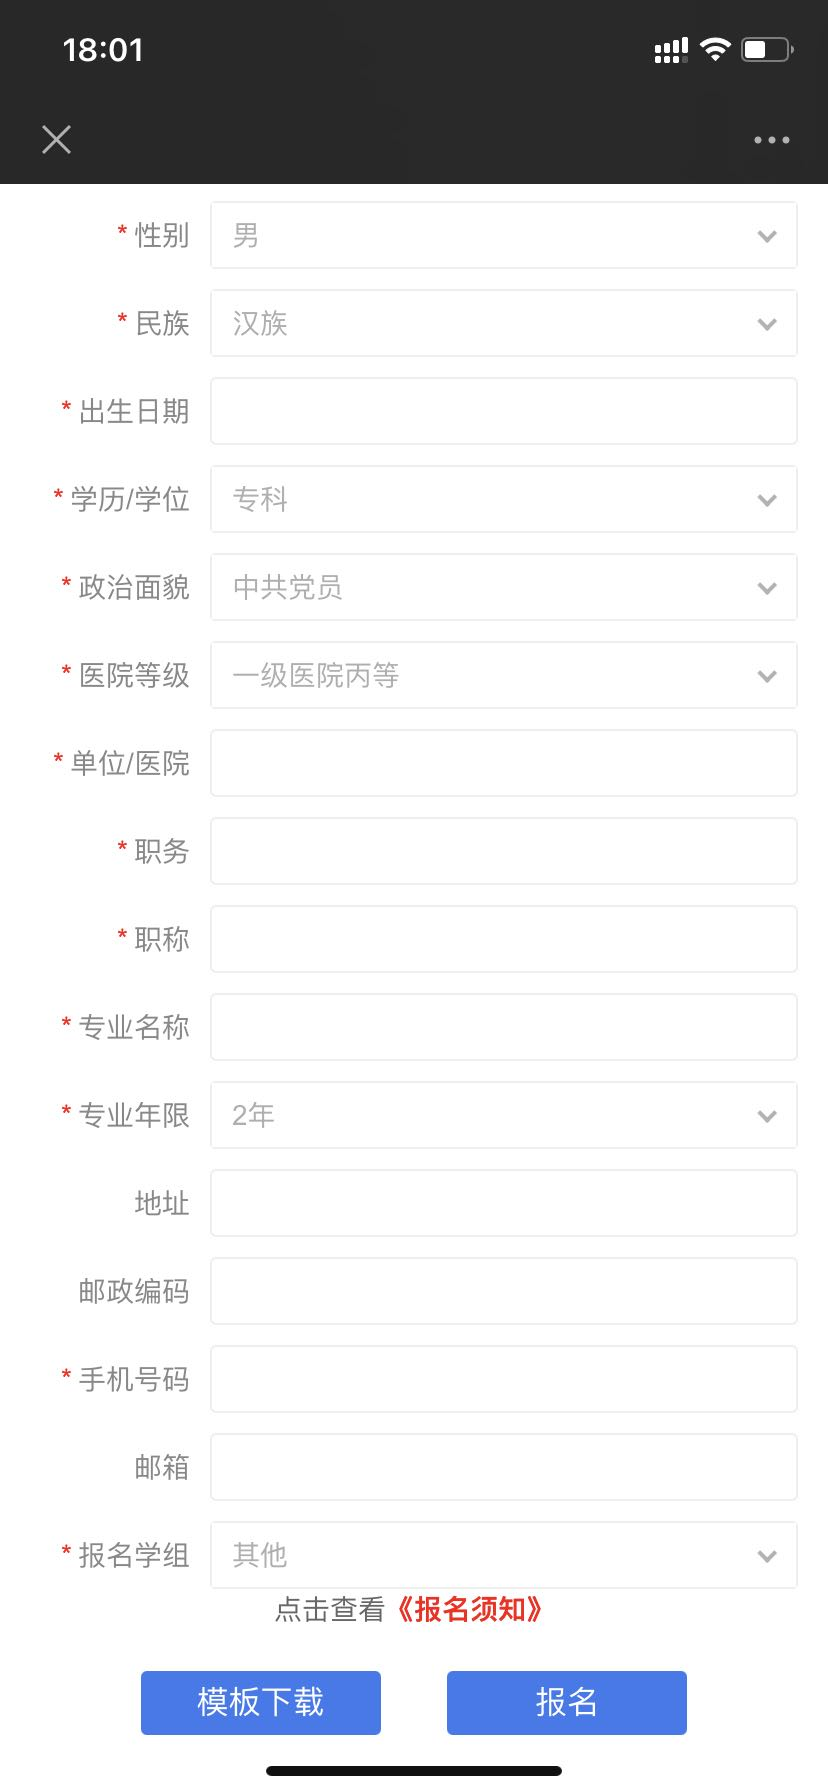 18:01
* 性别 男
* 民族 汉族
* 出生日期
* 学历/学位 专科
* 政治面貌 中共党员
* 医院等级 一级医院丙等
* 单位/医院
* 职务
* 职称
* 专业名称
* 专业年限 2年
地址
邮政编码
* 手机号码
邮箱
* 报名学组 其他
点击查看《报名须知》
模板下载 报名